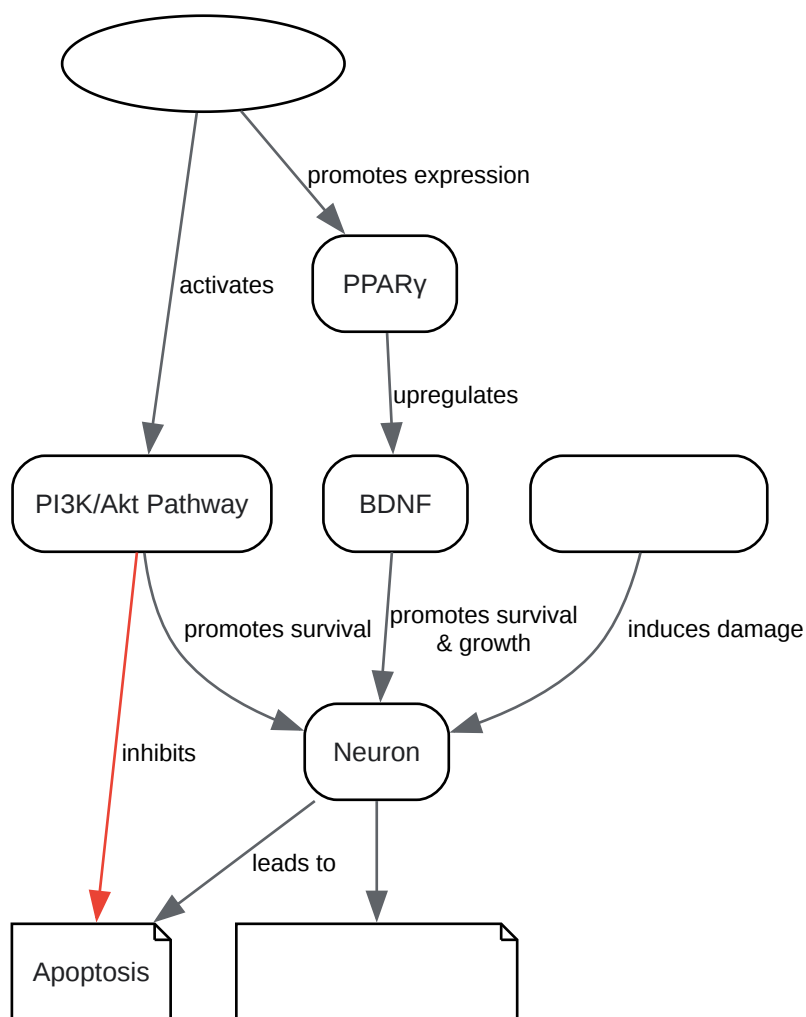 promotes expression
activates
PPARγ
upregulates
PI3K/Akt Pathway
BDNF
promotes survival
promotes survival
& growth
induces damage
inhibits
Neuron
leads to
Apoptosis